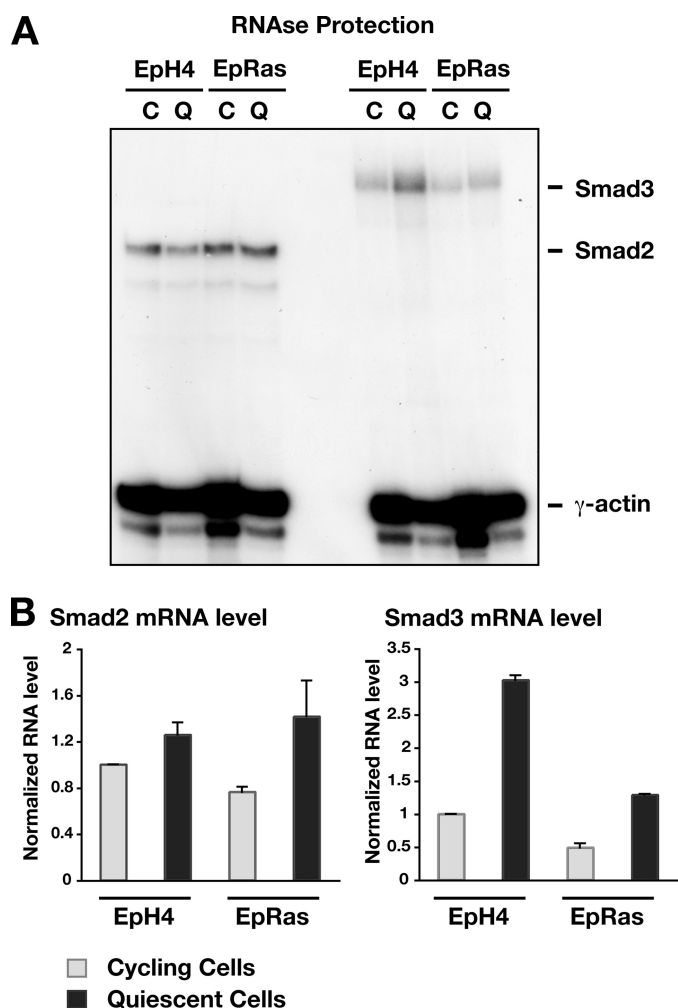 A
RNAse Protection
EpH4 EpRas EpH4 EpRas
C Q C Q C Q C Q
Smad3
Smad2
γ-actin
B Smad2 mRNA level Smad3 mRNA level
Normalized RNA level
2
1.6
1.2
0.8
0.4
0
EpH4 EpRas
Normalized RNA level
3.5
3
2.5
2
1.5
1
0.5
0
EpH4 EpRas
Cycling Cells
Quiescent Cells